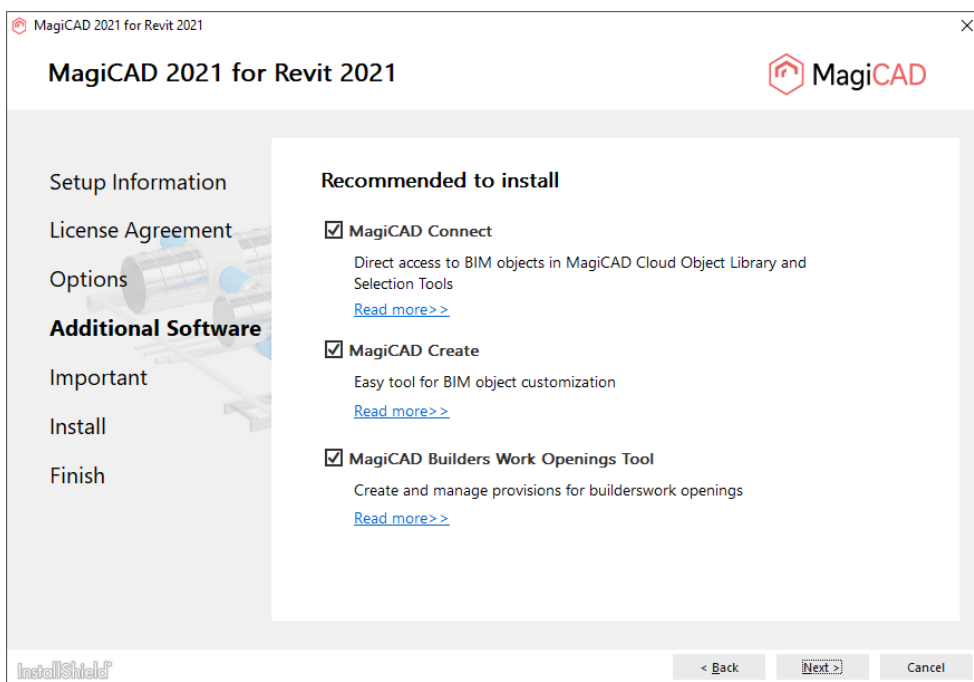 MagiCAD 2021 for Revit 2021
MagiCAD 2021 for Revit 2021
MagiCAD
Setup Information
License Agreement
Options
Additional Software
Important
Install
Finish
Recommended to install
MagiCAD Connect
Direct access to BIM objects in MagiCAD Cloud Object Library and
Selection Tools
Read more>>
MagiCAD Create
Easy tool for BIM object customization
Read more>>
MagiCAD Builders Work Openings Tool
Create and manage provisions for builderswork openings
Read more>>
InstallShield
< Back
Next >
Cancel